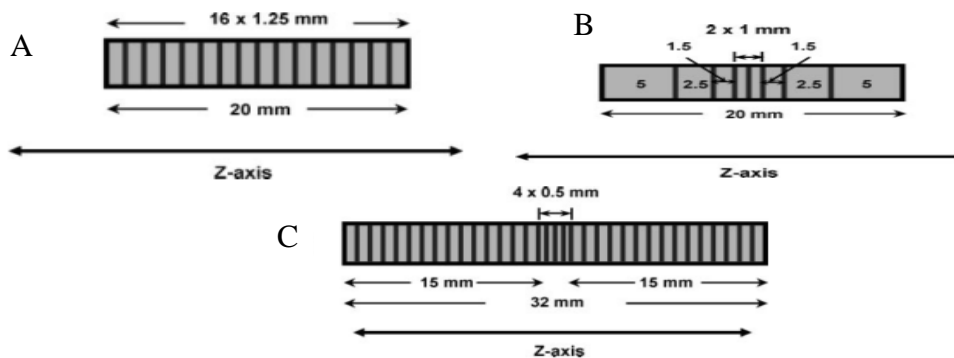 A
16 x 1.25 mm
20 mm
Z-axis
B
2 x 1 mm
1.5 1.5
5 2.5 2.5 5
20 mm
Z-axis
C
4 x 0.5 mm
15 mm 15 mm
32 mm
Z-axis